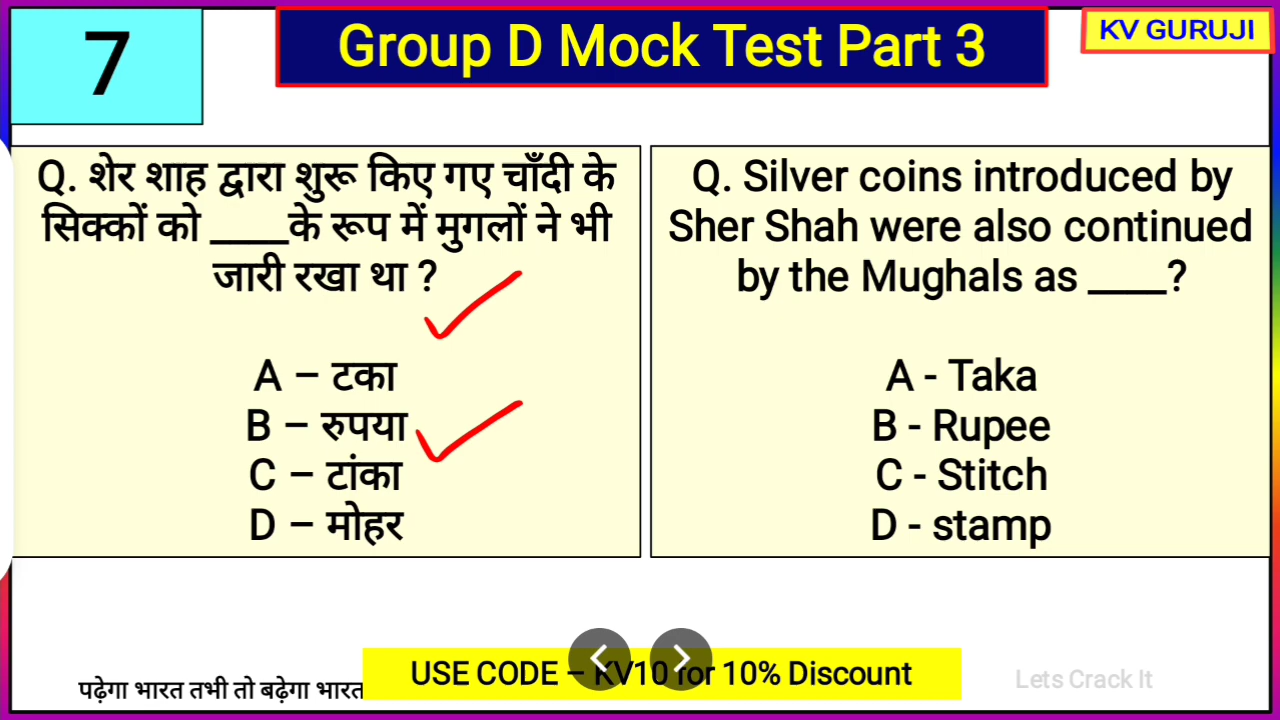 7
Group D Mock Test Part 3
KV GURUJI
Q. शेर शाह द्वारा शुरू किए गए चाँदी के
सिक्कों को ____के रूप में मुगलों ने भी
जारी रखा था ?
A – टका
B – रुपया
C – टांका
D – मोहर
Q. Silver coins introduced by
Sher Shah were also continued
by the Mughals as ____?
A - Taka
B - Rupee
C - Stitch
D - stamp
पढ़ेगा भारत तभी तो बढ़ेगा भारत
USE CODE – KV10 for 10% Discount
Lets Crack It